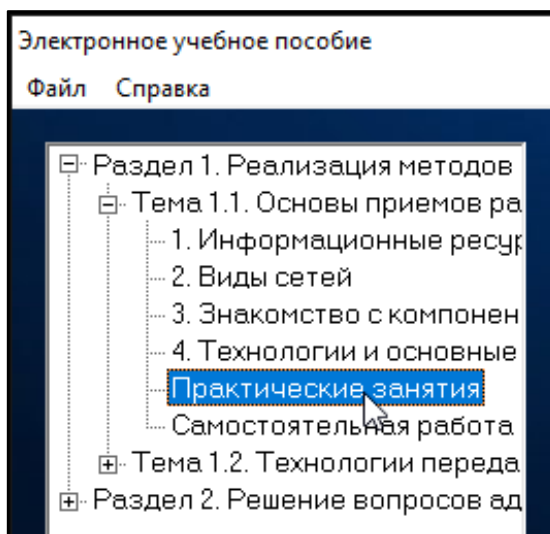 Электронное учебное пособие
Файл Справка
Раздел 1. Реализация методов
Тема 1.1. Основы приемов ра
1. Информационные ресур
2. Виды сетей
3. Знакомство с компонен
4. Технологии и основные
Практические занятия
Самостоятельная работа
Тема 1.2. Технологии переда
Раздел 2. Решение вопросов ад